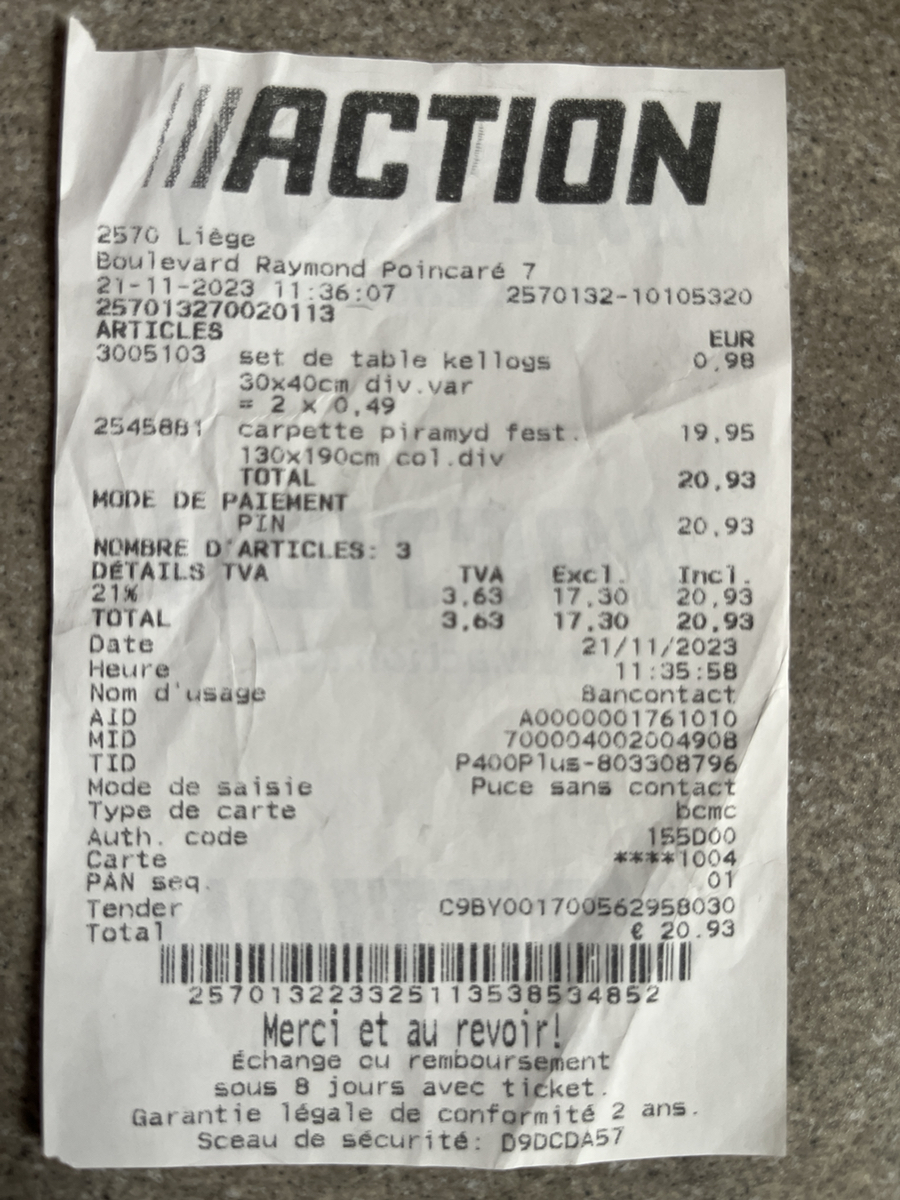 ACTION
2570 Liège
Boulevard Raymond Poincaré 7
21-11-2023 11:36:07 2570132-10105320
257013270020113
ARTICLES EUR
3005103 set de table kellogs 0,98
30x40cm div.var
= 2 x 0,49
2545881 carpette piramyd fest. 19,95
130x190cm col.div
TOTAL 20,93
MODE DE PAIEMENT
PIN 20,93
NOMBRE D'ARTICLES: 3
DÉTAILS TVA TVA Excl. Incl.
21% 3,63 17,30 20,93
TOTAL 3,63 17,30 20,93
Date 21/11/2023
Heure 11:35:58
Nom d'usage Bancontact
AID A0000001761010
MID 700004002004908
TID P400Plus-803308796
Mode de saisie Puce sans contact
Type de carte bcmc
Auth. code 155D00
Carte ****1004
PAN seq. 01
Tender C9BY001700562958030
Total € 20.93
257013223325113538534852
Merci et au revoir!
Échange ou remboursement
sous 8 jours avec ticket.
Garantie légale de conformité 2 ans.
Sceau de sécurité: D9DCDA57